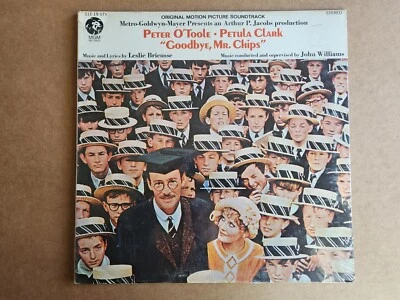 ORIGINAL MOTION PICTURE SOUNDTRACK
STEREO
Metro-Goldwyn-Mayer Presents an Arthur P. Jacobs production
PETER O'TOOLE • PETULA CLARK
"GOODBYE, MR. CHIPS"
MGM
Music and Lyrics by Leslie Bricusse
Music conducted and supervised by John Williams